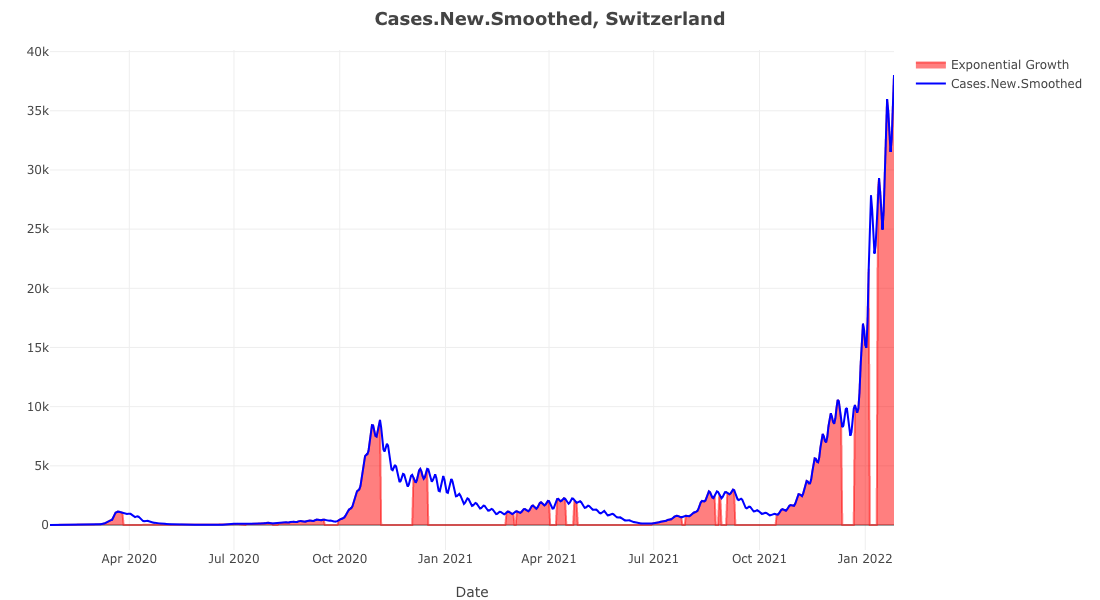 Cases.New.Smoothed, Switzerland
40k
35k
30k
25k
20k
15k
10k
5k
0
Apr 2020 Jul 2020 Oct 2020 Jan 2021 Apr 2021 Jul 2021 Oct 2021 Jan 2022
Date
Exponential Growth
Cases.New.Smoothed